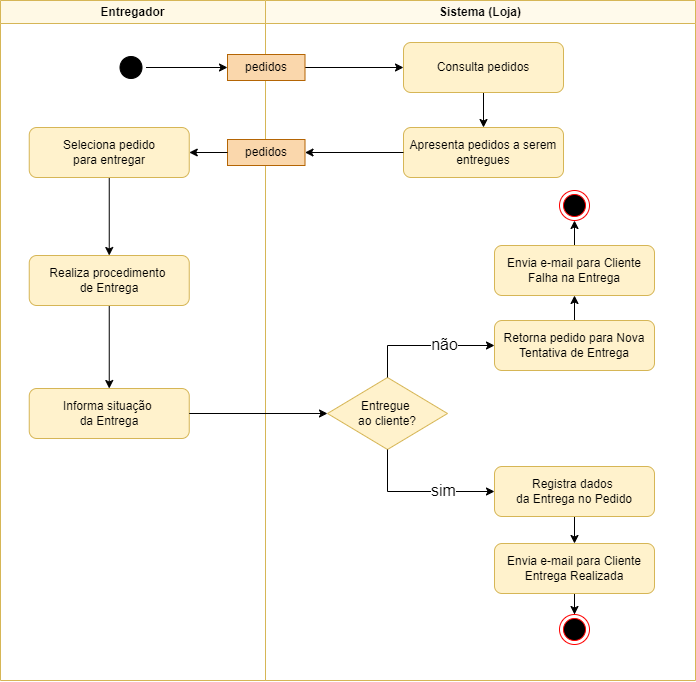 Entregador
Sistema (Loja)
pedidos
Consulta pedidos
Seleciona pedido
para entregar
pedidos
Apresenta pedidos a serem
entregues
Envia e-mail para Cliente
Falha na Entrega
Realiza procedimento
de Entrega
não
Retorna pedido para Nova
Tentativa de Entrega
Informa situação
da Entrega
Entregue
ao cliente?
sim
Registra dados
da Entrega no Pedido
Envia e-mail para Cliente
Entrega Realizada